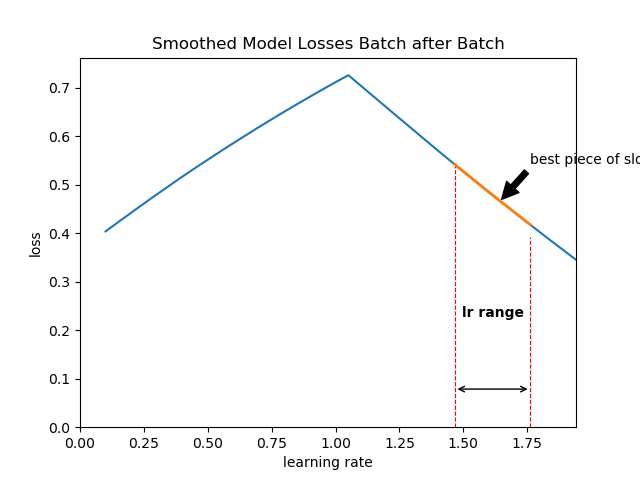 Smoothed Model Losses Batch after Batch
0.7
0.6
best piece of
0.5
0.4
loss
0.3
lr range
0.2
0.1
0.0
0.00 0.25 0.50 0.75 1.00 1.25 1.50 1.75
learning rate